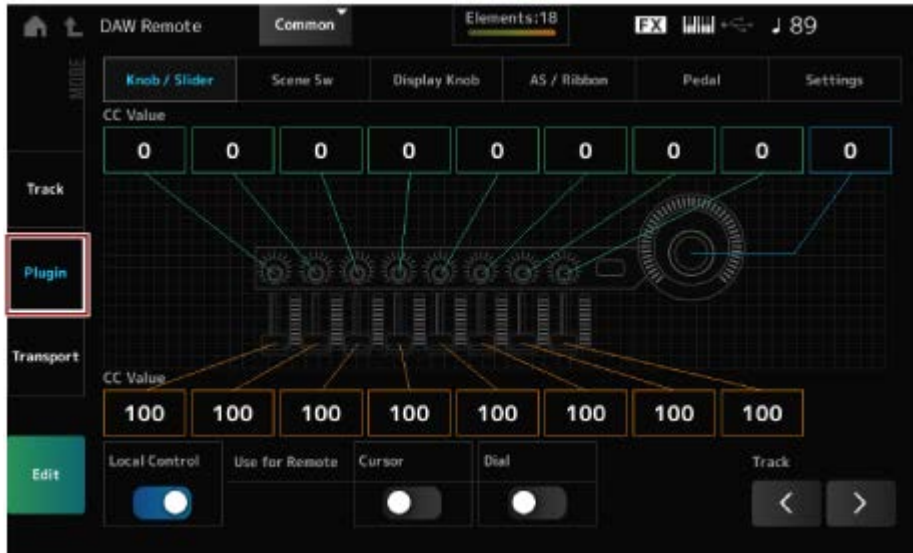 DAW Remote
Common
Elements:18
FX
♩ 89
MODE
Knob / Slider
Scene Sw
Display Knob
AS / Ribbon
Pedal
Settings
CC Value
0 0 0 0 0 0 0 0 0
Track
Plugin
Transport
CC Value
100 100 100 100 100 100 100 100
Edit
Local Control
Use for Remote
Cursor
Dial
Track
< >